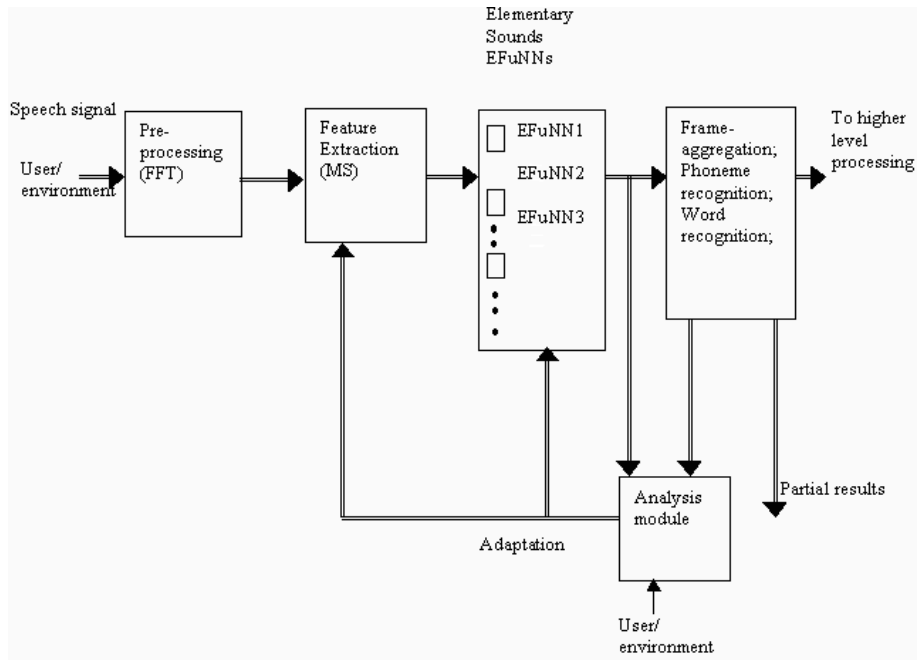 Elementary
Sounds
EFuNNs
Speech signal
User/
environment
Pre-
processing
(FFT)
Feature
Extraction
(MS)
EFuNN1
EFuNN2
EFuNN3
Frame-
aggregation;
Phoneme
recognition;
Word
recognition;
To higher
level
processing
Analysis
module
Partial results
Adaptation
User/
environment